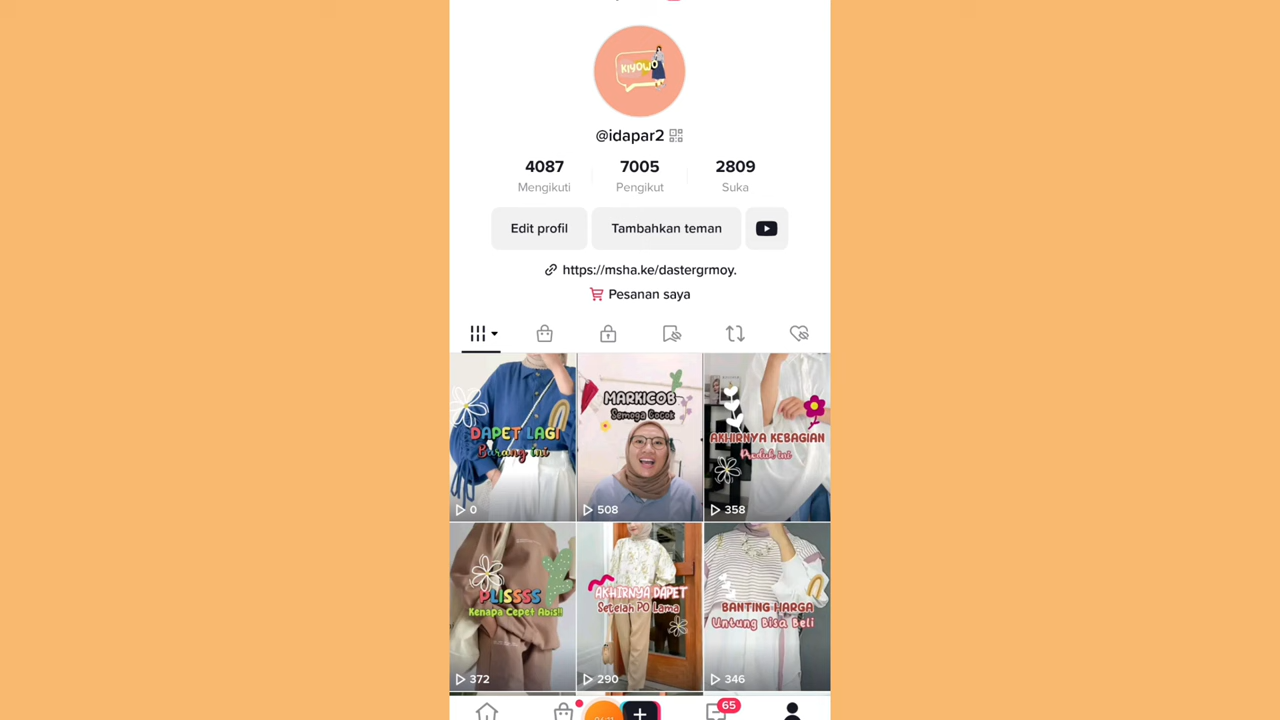 KIYOWO
@idapar2
4087
7005
2809
Mengikuti
Pengikut
Suka
Edit profil
Tambahkan teman
https://msha.ke/dastergrmoy.
Pesanan saya
DAPET LAGI
Barang Ini
0
MARKICOB
Semoga Cocok
508
AKHIRNYA KEBAGIAN
Produk ini
358
PLISSSS
Kenapa Cepet Abis!!
372
AKHIRNYA DAPET
Setelah PO Lama
290
BANTING HARGA
Untung Bisa Beli
346
65